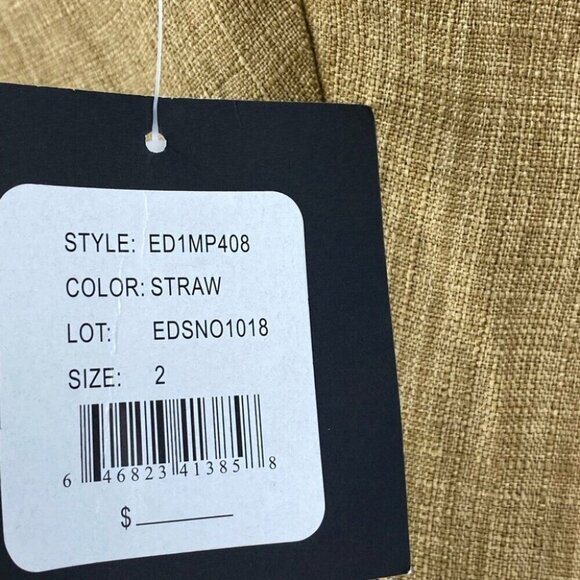 STYLE: ED1MP408
COLOR: STRAW
LOT: EDSNO1018
SIZE: 2
6 46823 41385 8
$